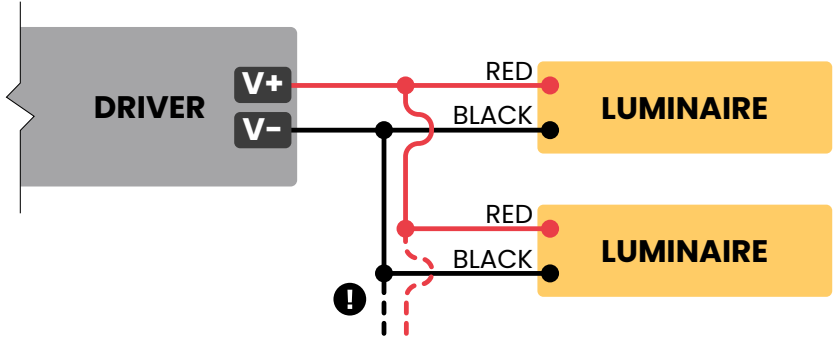 DRIVER
V+
V-
RED
BLACK
LUMINAIRE
RED
BLACK
LUMINAIRE
!